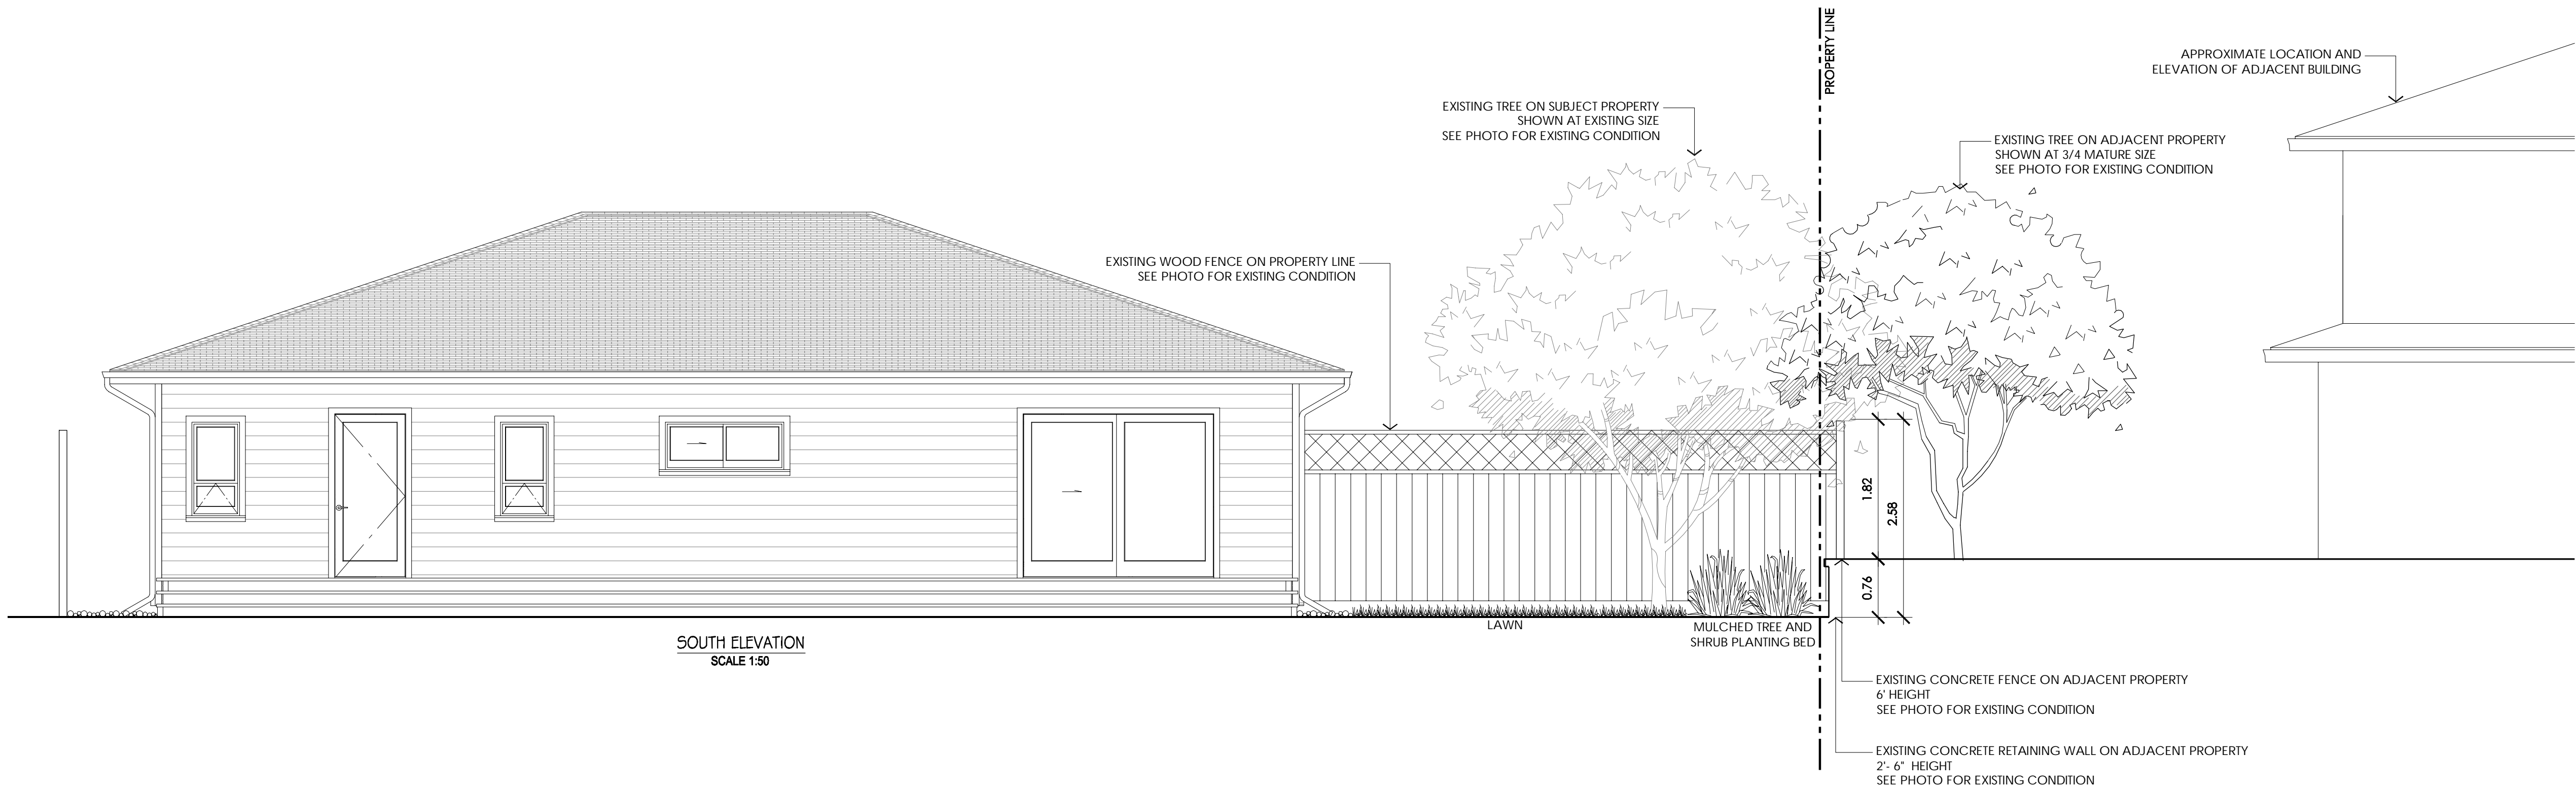 PROPERTY LINE
APPROXIMATE LOCATION AND
ELEVATION OF ADJACENT BUILDING
EXISTING TREE ON SUBJECT PROPERTY
SHOWN AT EXISTING SIZE
SEE PHOTO FOR EXISTING CONDITION
EXISTING TREE ON ADJACENT PROPERTY
SHOWN AT 3/4 MATURE SIZE
SEE PHOTO FOR EXISTING CONDITION
EXISTING WOOD FENCE ON PROPERTY LINE
SEE PHOTO FOR EXISTING CONDITION
1.82
2.58
0.76
LAWN
MULCHED TREE AND
SHRUB PLANTING BED
SOUTH ELEVATION
SCALE 1:50
EXISTING CONCRETE FENCE ON ADJACENT PROPERTY
6' HEIGHT
SEE PHOTO FOR EXISTING CONDITION
EXISTING CONCRETE RETAINING WALL ON ADJACENT PROPERTY
2'- 6" HEIGHT
SEE PHOTO FOR EXISTING CONDITION